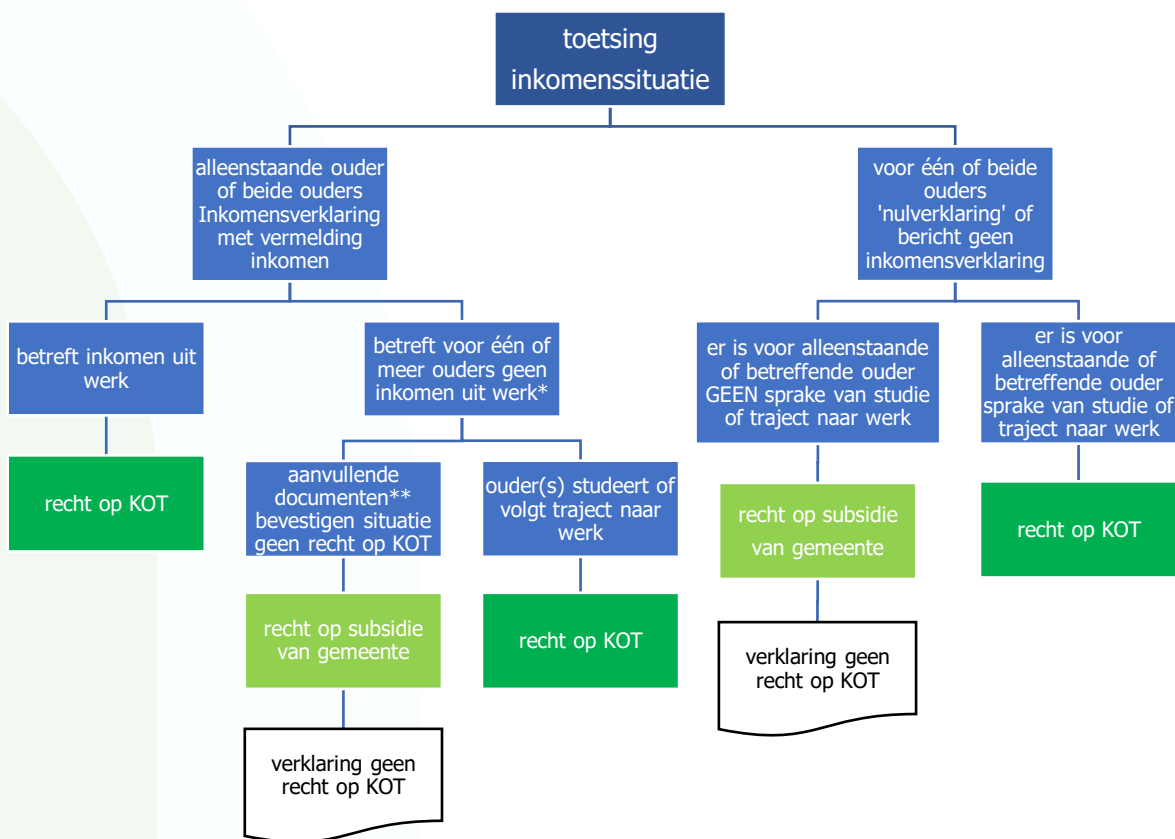 toetsing
inkomenssituatie
alleenstaande ouder
of beide ouders
Inkomensverklaring
met vermelding
inkomen
voor één of beide
ouders
'nulverklaring' of
bericht geen
inkomensverklaring
betreft inkomen uit
werk
betreft voor één of
meer ouders geen
inkomen uit werk*
er is voor alleenstaande
of betreffende ouder
GEEN sprake van studie
of traject naar werk
er is voor
alleenstaande of
betreffende ouder
sprake van studie of
traject naar werk
recht op KOT
aanvullende
documenten**
bevestigen situatie
geen recht op KOT
ouder(s) studeert of
volgt traject naar
werk
recht op subsidie
van gemeente
recht op KOT
recht op subsidie
van gemeente
recht op KOT
verklaring geen
recht op KOT
verklaring geen
recht op KOT